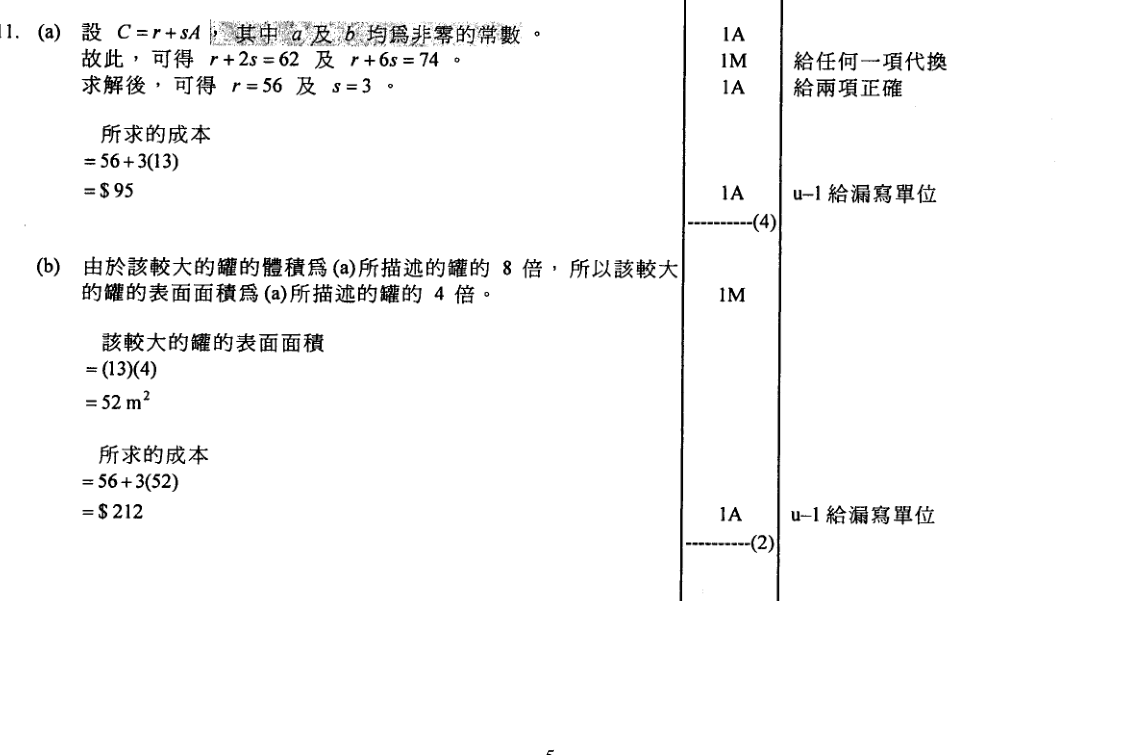 11. (a) 設 C = r + sA，其中 a 及 b 均爲非零的常數。 1A
故此，可得 r + 2s = 62 及 r + 6s = 74 。 1M 給任何一項代換
求解後，可得 r = 56 及 s = 3 。 1A 給兩項正確
所求的成本
= 56 + 3(13)
= $ 95 1A u–1 給漏寫單位
----------(4)
(b) 由於該較大的罐的體積爲(a)所描述的罐的 8 倍，所以該較大
的罐的表面面積爲(a)所描述的罐的 4 倍。 1M
該較大的罐的表面面積
= (13)(4)
= 52 m²
所求的成本
= 56 + 3(52)
= $ 212 1A u–1 給漏寫單位
----------(2)